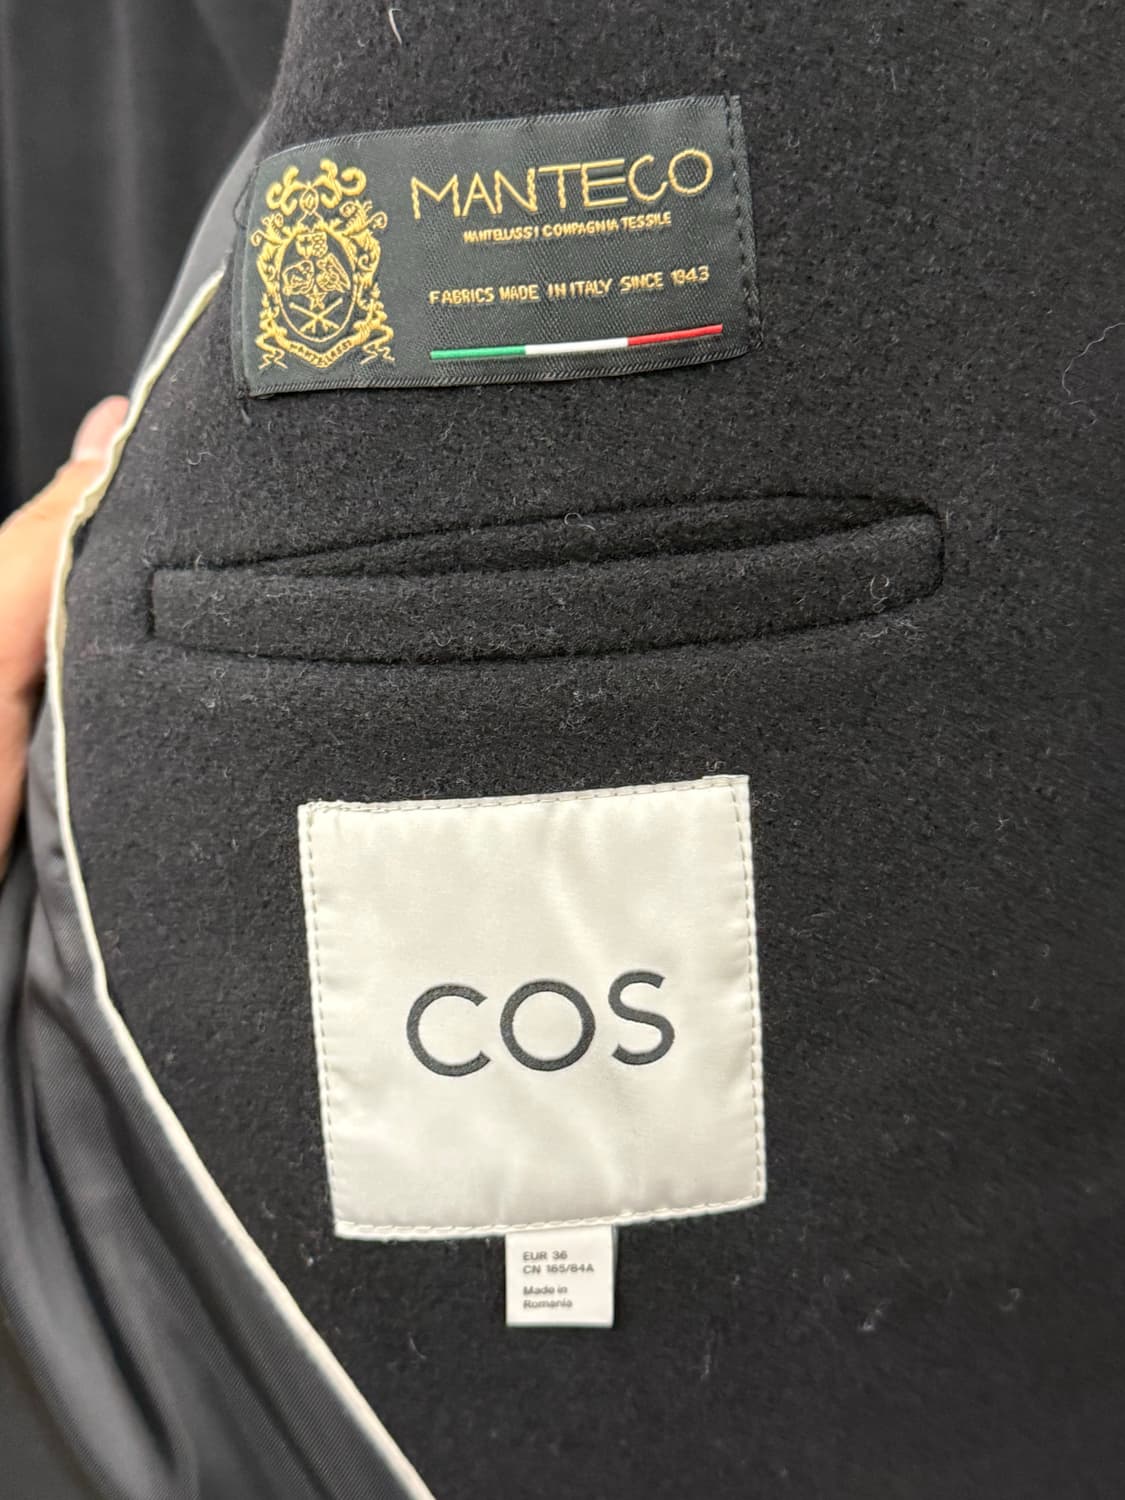 MANTECO
MANTELLASSI COMPAGNIA TESSILE
FABRICS MADE IN ITALY SINCE 1943
MANTELLASSI
COS
EUR 36
CN 165/84A
Made in
Romania